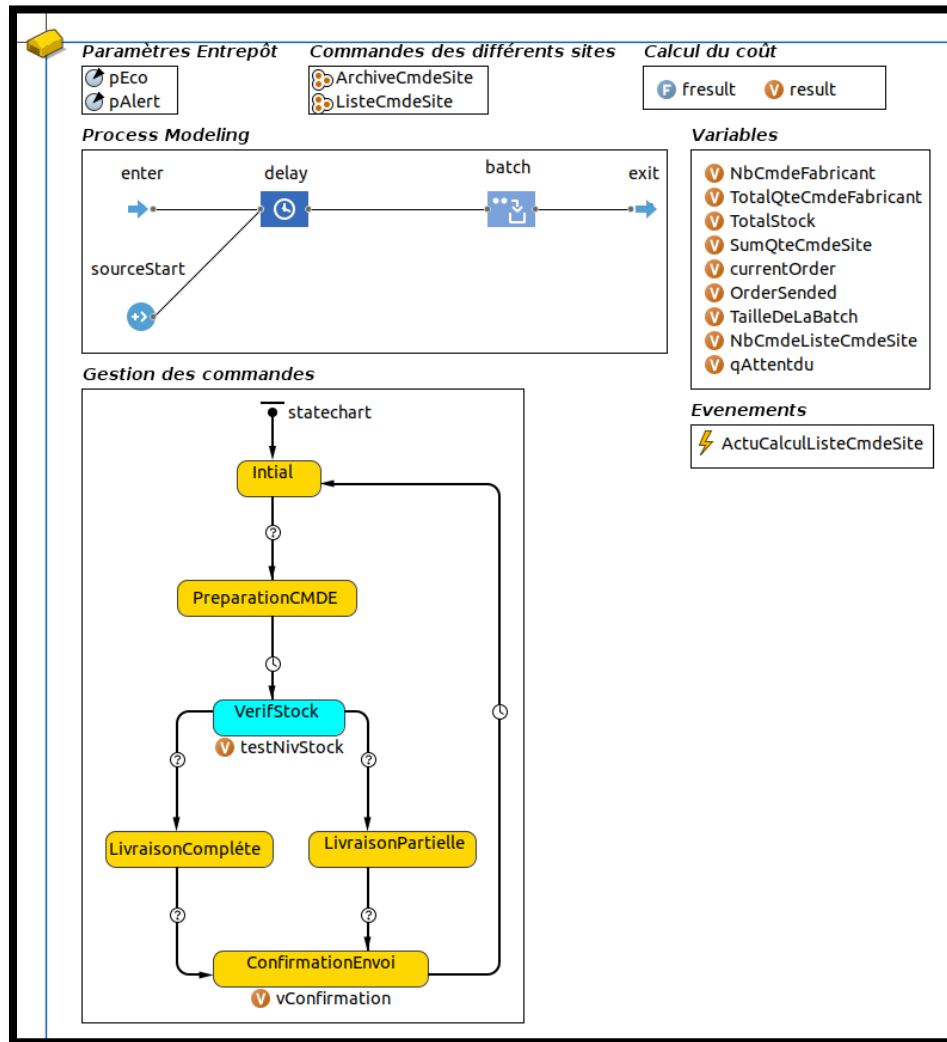 Paramètres Entrepôt
pEco
pAlert
Commandes des différents sites
ArchiveCmdeSite
ListeCmdeSite
Calcul du coût
F fresult V result
Process Modeling
enter delay batch exit
sourceStart
Variables
V NbCmdeFabricant
V TotalQteCmdeFabricant
V TotalStock
V SumQteCmdeSite
V currentOrder
V OrderSended
V TailleDeLaBatch
V NbCmdeListeCmdeSite
V qAttentdu
Evenements
ActuCalculListeCmdeSite
Gestion des commandes
statechart
Intial
?
PreparationCMDE
VerifStock
V testNivStock
? ?
LivraisonCompléte LivraisonPartielle
? ?
ConfirmationEnvoi
V vConfirmation